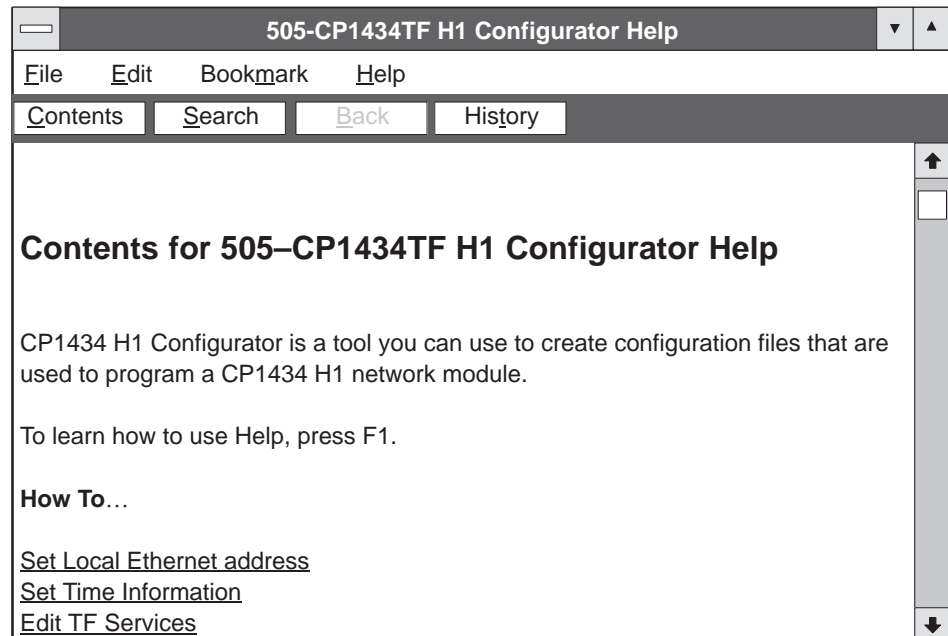 505-CP1434TF H1 Configurator Help
File Edit Bookmark Help
Contents Search Back History
Contents for 505–CP1434TF H1 Configurator Help
CP1434 H1 Configurator is a tool you can use to create configuration files that are
used to program a CP1434 H1 network module.
To learn how to use Help, press F1.
How To…
Set Local Ethernet address
Set Time Information
Edit TF Services